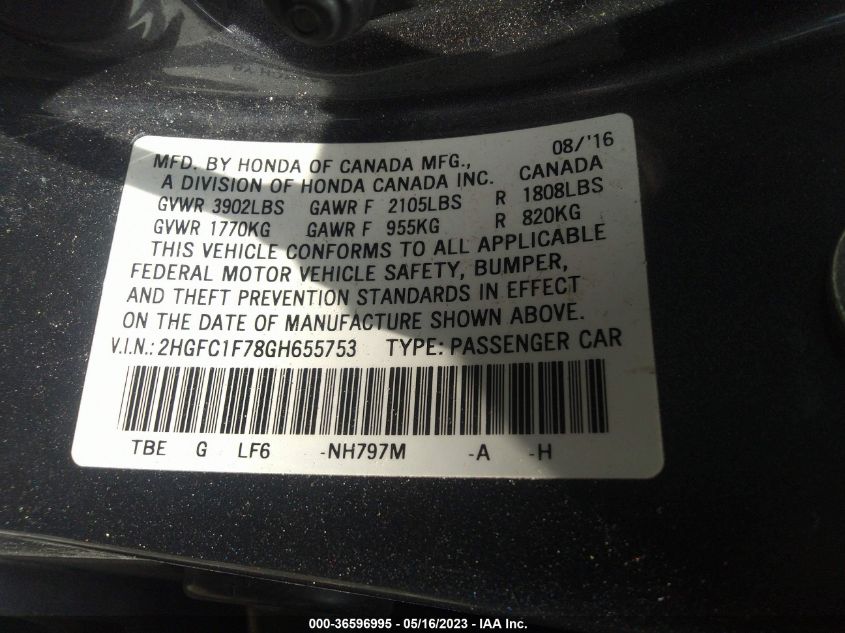 08/'16
MFD. BY HONDA OF CANADA MFG.,
A DIVISION OF HONDA CANADA INC. CANADA
GVWR 3902LBS GAWR F 2105LBS R 1808LBS
GVWR 1770KG GAWR F 955KG R 820KG
THIS VEHICLE CONFORMS TO ALL APPLICABLE
FEDERAL MOTOR VEHICLE SAFETY, BUMPER,
AND THEFT PREVENTION STANDARDS IN EFFECT
ON THE DATE OF MANUFACTURE SHOWN ABOVE.
V.I.N.: 2HGFC1F78GH655753 TYPE: PASSENGER CAR
TBE G LF6 -NH797M -A -H
000-36596995 - 05/16/2023 - IAA Inc.